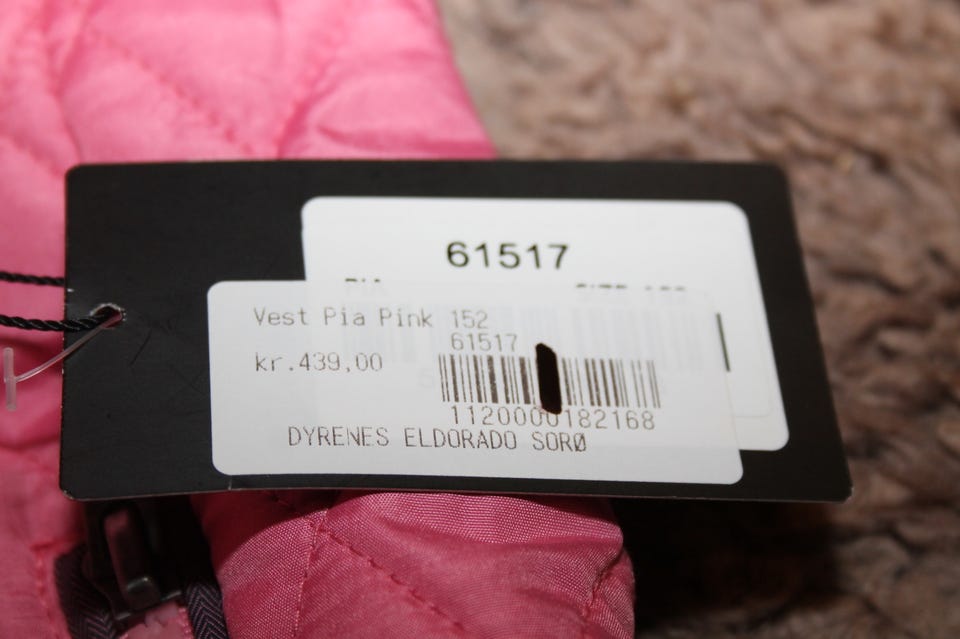 61517
Vest Pia Pink 152
61517
kr.439,00
1120000182168
DYRENES ELDORADO SORØ